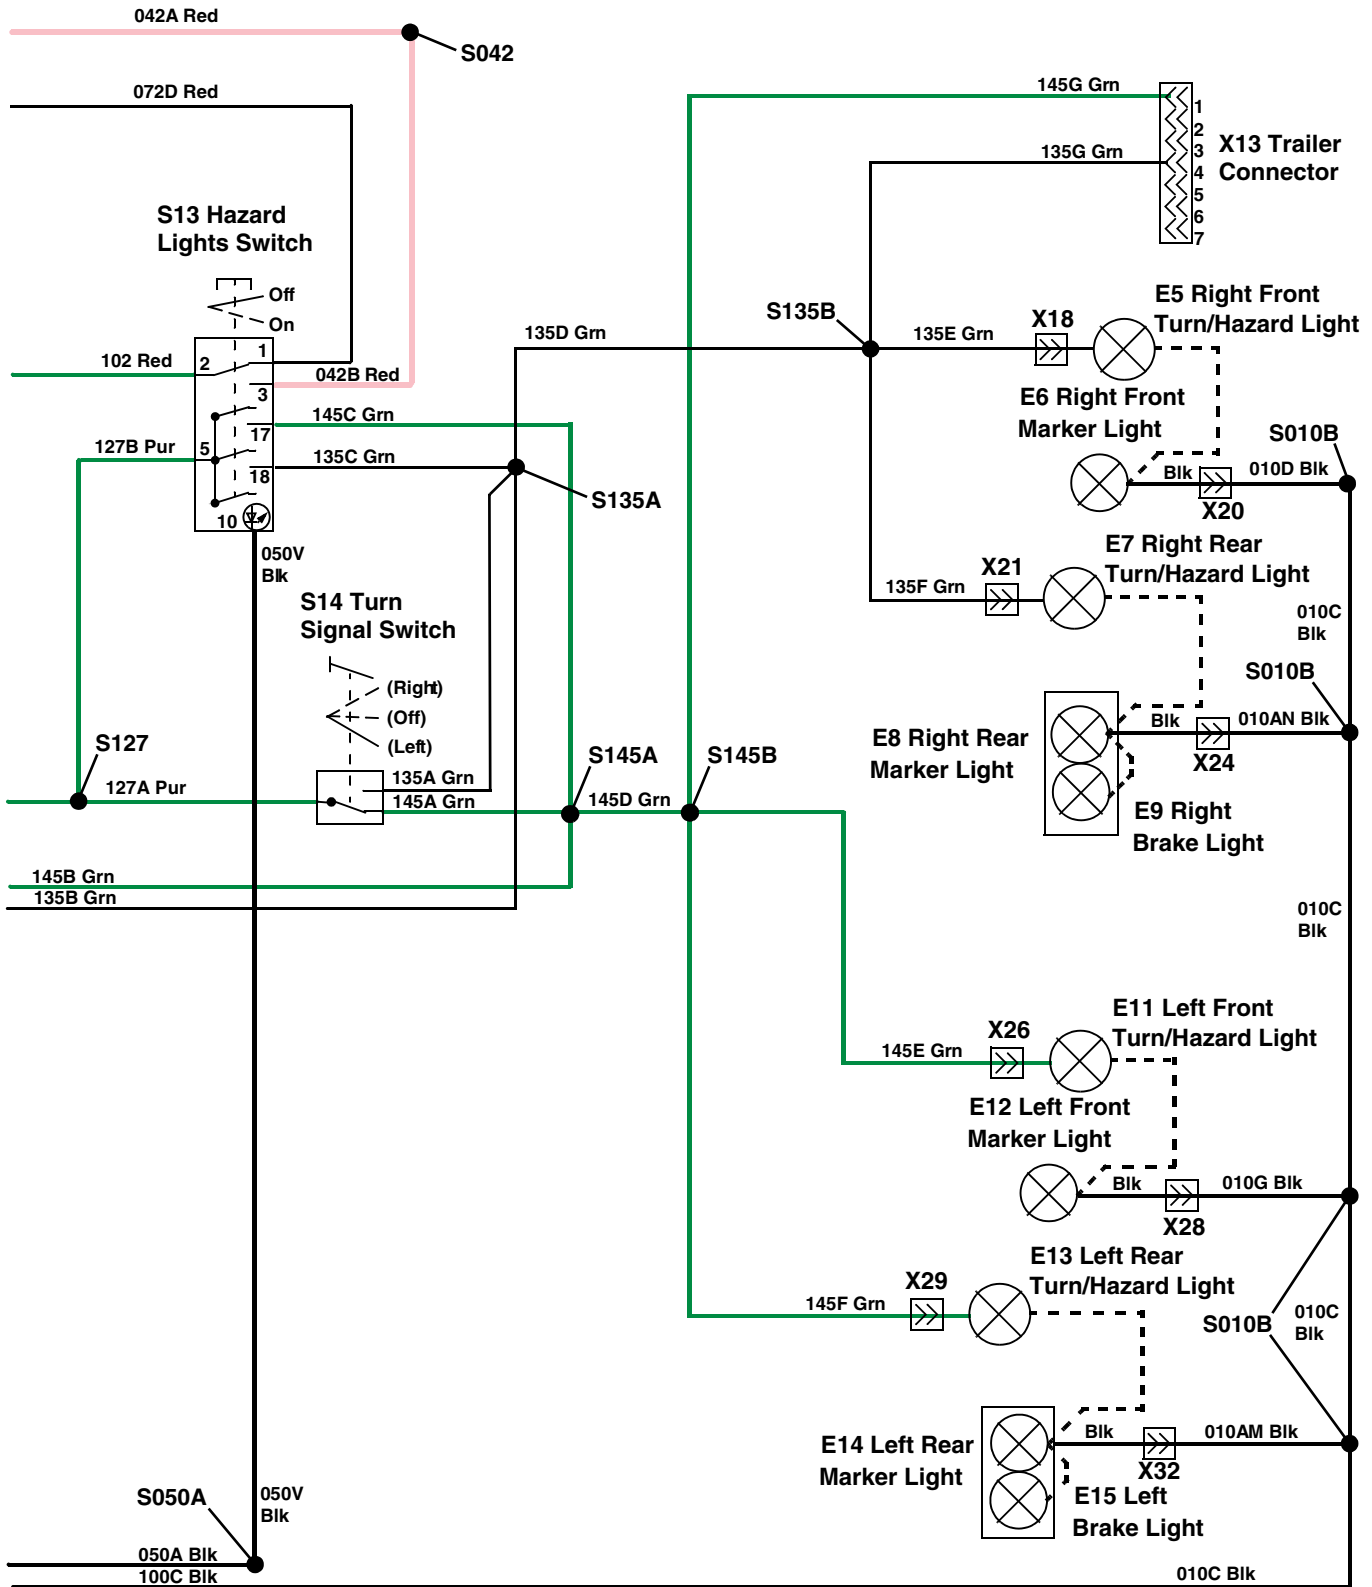 042A Red
S042
072D Red
145G Grn
1
2
3
4
5
6
7
X13 Trailer
Connector
135G Grn
S13 Hazard
Lights Switch
Off
On
S135B
X18
E5 Right Front
Turn/Hazard Light
135D Grn
135E Grn
102 Red
2
1
042B Red
3
E6 Right Front
Marker Light
145C Grn
17
S010B
127B Pur
5
135C Grn
18
Blk
010D Blk
S135A
X20
10
050V
Blk
E7 Right Rear
Turn/Hazard Light
X21
135F Grn
S14 Turn
Signal Switch
010C
Blk
(Right)
(Off)
(Left)
S010B
Blk
010AN Blk
E8 Right Rear
Marker Light
X24
S127
S145A
S145B
127A Pur
135A Grn
145A Grn
145D Grn
E9 Right
Brake Light
145B Grn
135B Grn
010C
Blk
E11 Left Front
Turn/Hazard Light
X26
145E Grn
E12 Left Front
Marker Light
Blk
010G Blk
X28
E13 Left Rear
Turn/Hazard Light
X29
145F Grn
S010B
010C
Blk
E14 Left Rear
Marker Light
Blk
010AM Blk
X32
E15 Left
Brake Light
S050A
050V
Blk
050A Blk
100C Blk
010C Blk